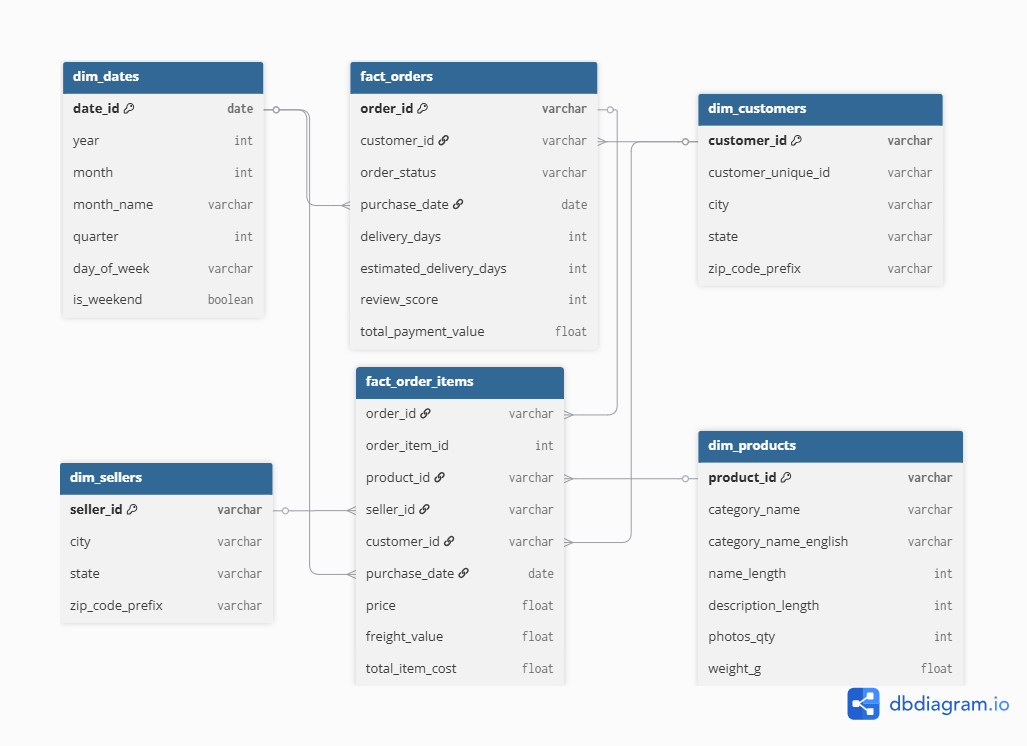 dim_dates
date_id date
year int
month int
month_name varchar
quarter int
day_of_week varchar
is_weekend boolean
fact_orders
order_id varchar
customer_id varchar
order_status varchar
purchase_date date
delivery_days int
estimated_delivery_days int
review_score int
total_payment_value float
dim_customers
customer_id varchar
customer_unique_id varchar
city varchar
state varchar
zip_code_prefix varchar
fact_order_items
order_id varchar
order_item_id int
product_id varchar
seller_id varchar
customer_id varchar
purchase_date date
price float
freight_value float
total_item_cost float
dim_sellers
seller_id varchar
city varchar
state varchar
zip_code_prefix varchar
dim_products
product_id varchar
category_name varchar
category_name_english varchar
name_length int
description_length int
photos_qty int
weight_g float
dbdiagram.io